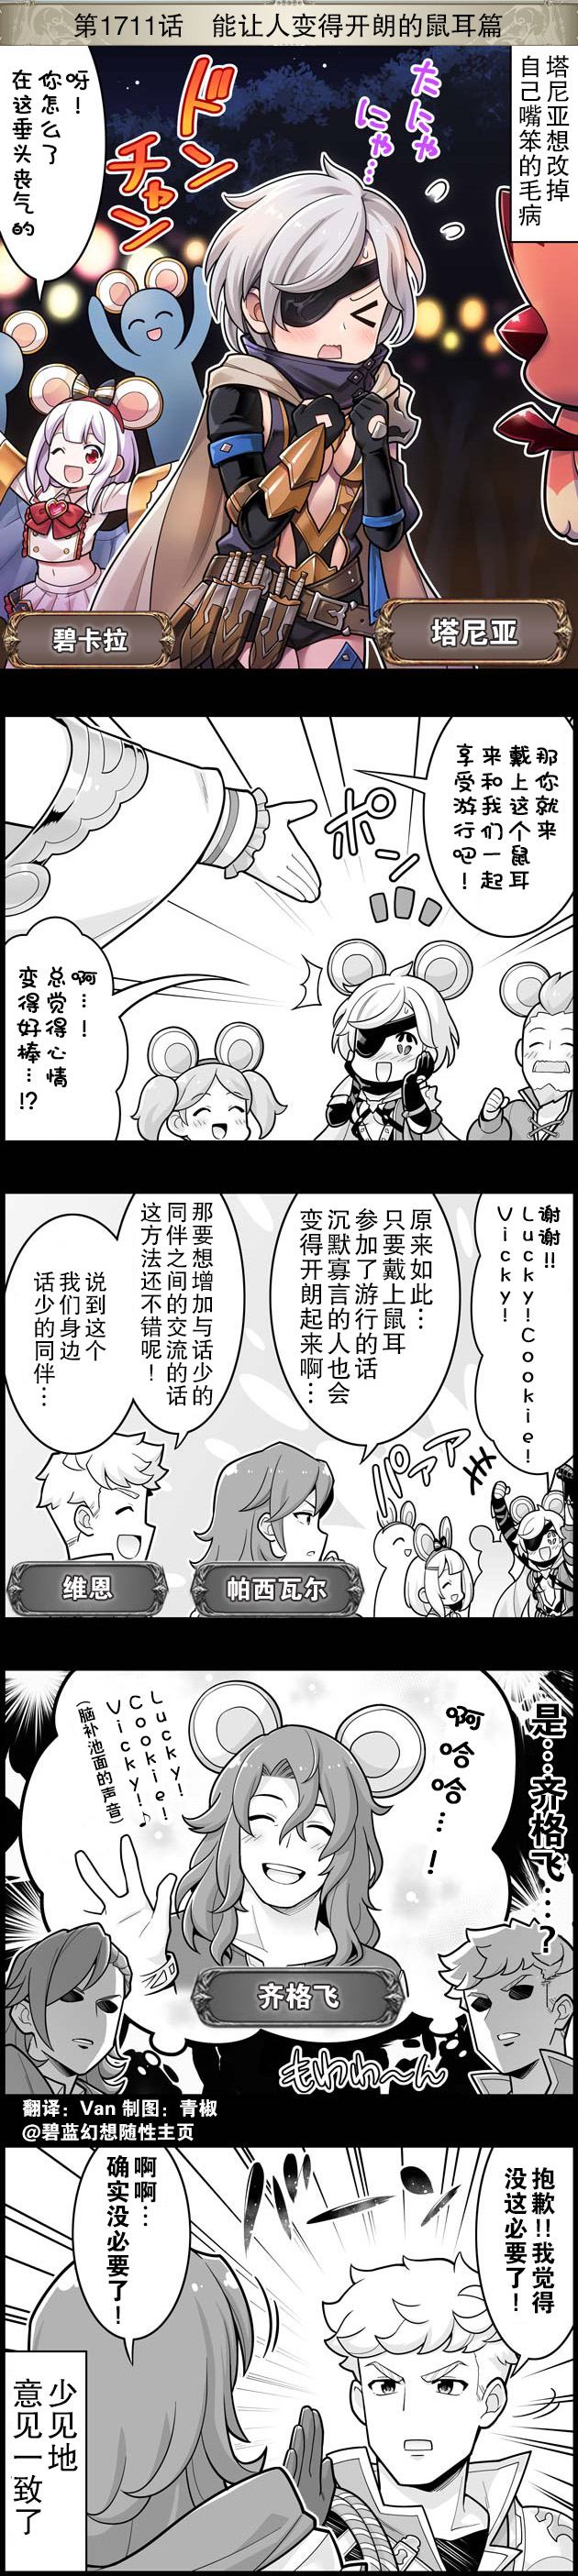 第1711话　能让人变得开朗的鼠耳篇
塔尼亚想改掉
自己嘴笨的毛病
たにゃ
にゃ…
ドン
チャン
呀！
你怎么了
在这垂头丧气的
碧卡拉
塔尼亚
那你就来
戴上这个鼠耳
来和我们一起
享受游行吧！
ポーン
啊…！
总觉得心情
变得好棒…!?
谢谢!!
Lucky!Cookie!
Vicky!
原来如此…
只要戴上鼠耳
参加了游行的话
沉默寡言的人也会
变得开朗起来啊…
那要想增加与话少的
同伴之间的交流的话
这方法还不错呢！
说到这个
我们身边
话少的同伴…
パアアア
维恩
帕西瓦尔
是…齐格飞…？
啊哈哈…！
Lucky!
Cookie!
Vicky!♪
(脑补池面的声音)
齐格飞
もわわ～ん
翻译：Van 制图：青椒
@碧蓝幻想随性主页
抱歉!!我觉得
没这必要了！
バーン
啊啊…
确实没必要了！
少见地
意见一致了